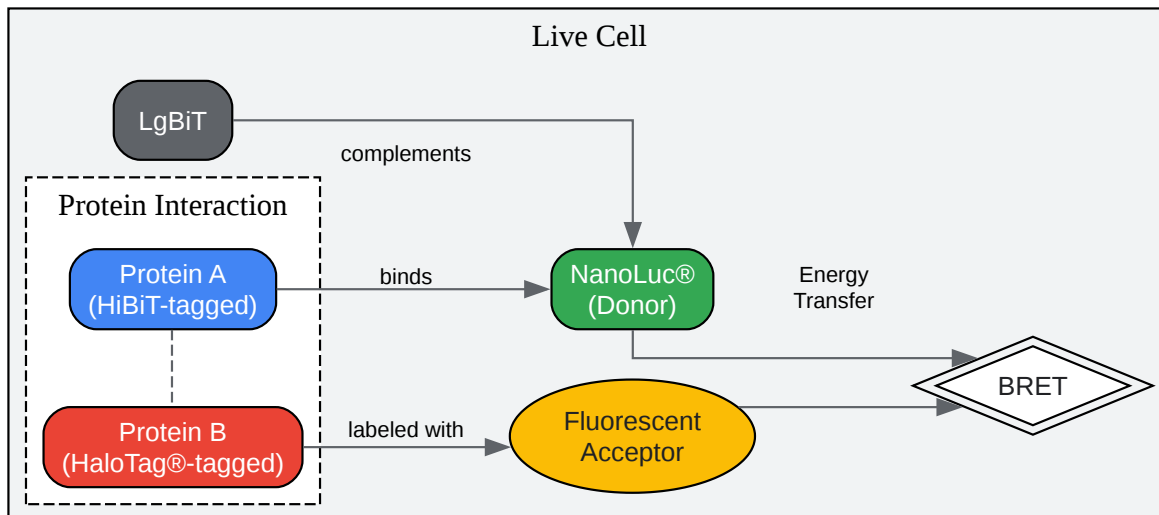 Live Cell
LgBiT
complements
Protein Interaction
Protein A
(HiBiT-tagged)
binds
NanoLuc®
(Donor)
Energy
Transfer
BRET
Protein B
(HaloTag®-tagged)
labeled with
Fluorescent
Acceptor